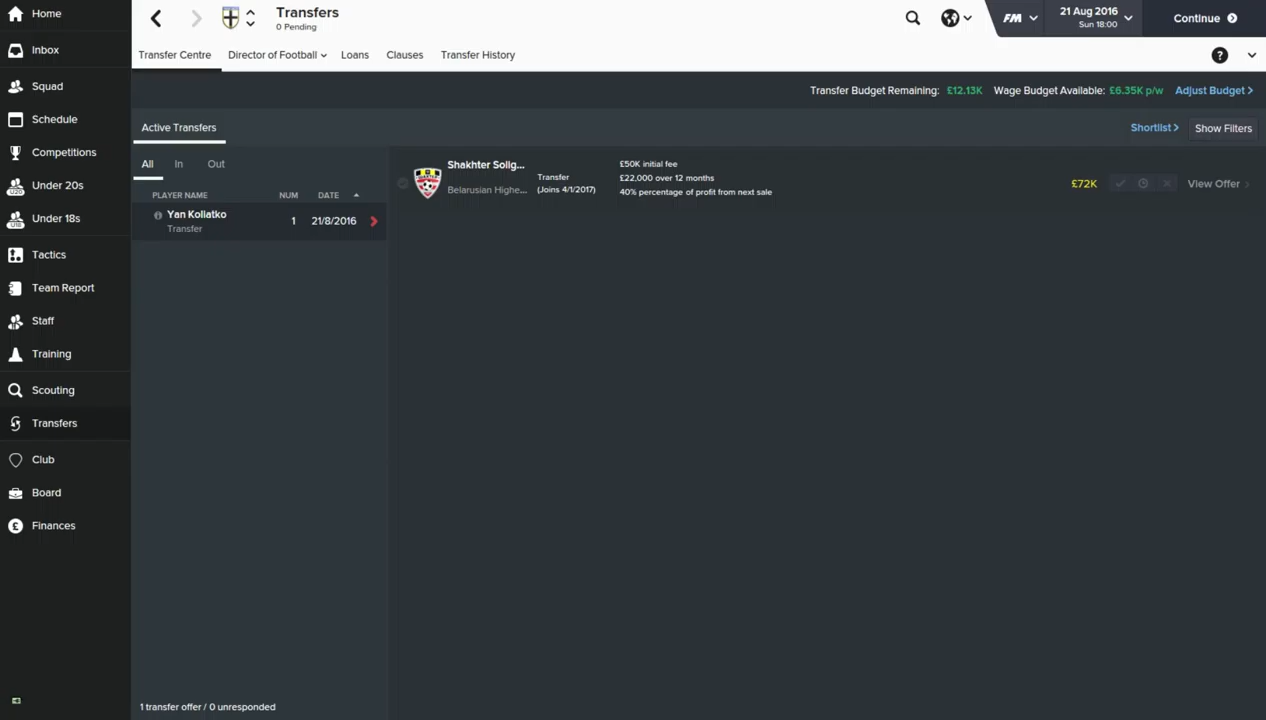 Home
Inbox
Squad
Schedule
Competitions
Under 20s
Under 18s
Tactics
Team Report
Staff
Training
Scouting
Transfers
Club
Board
Finances
Transfers
0 Pending
FM
21 Aug 2016
Sun 18:00
Continue
Transfer Centre
Director of Football
Loans
Clauses
Transfer History
Transfer Budget Remaining: £12.13K Wage Budget Available: £6.35K p/w Adjust Budget
Active Transfers
Shortlist
Show Filters
All In Out
PLAYER NAME NUM DATE
Yan Koliatko 1 21/8/2016
Transfer
Shakhter Solig...
Belarusian Highe...
Transfer
(Joins 4/1/2017)
£50K initial fee
£22,000 over 12 months
40% percentage of profit from next sale
£72K
View Offer
1 transfer offer / 0 unresponded